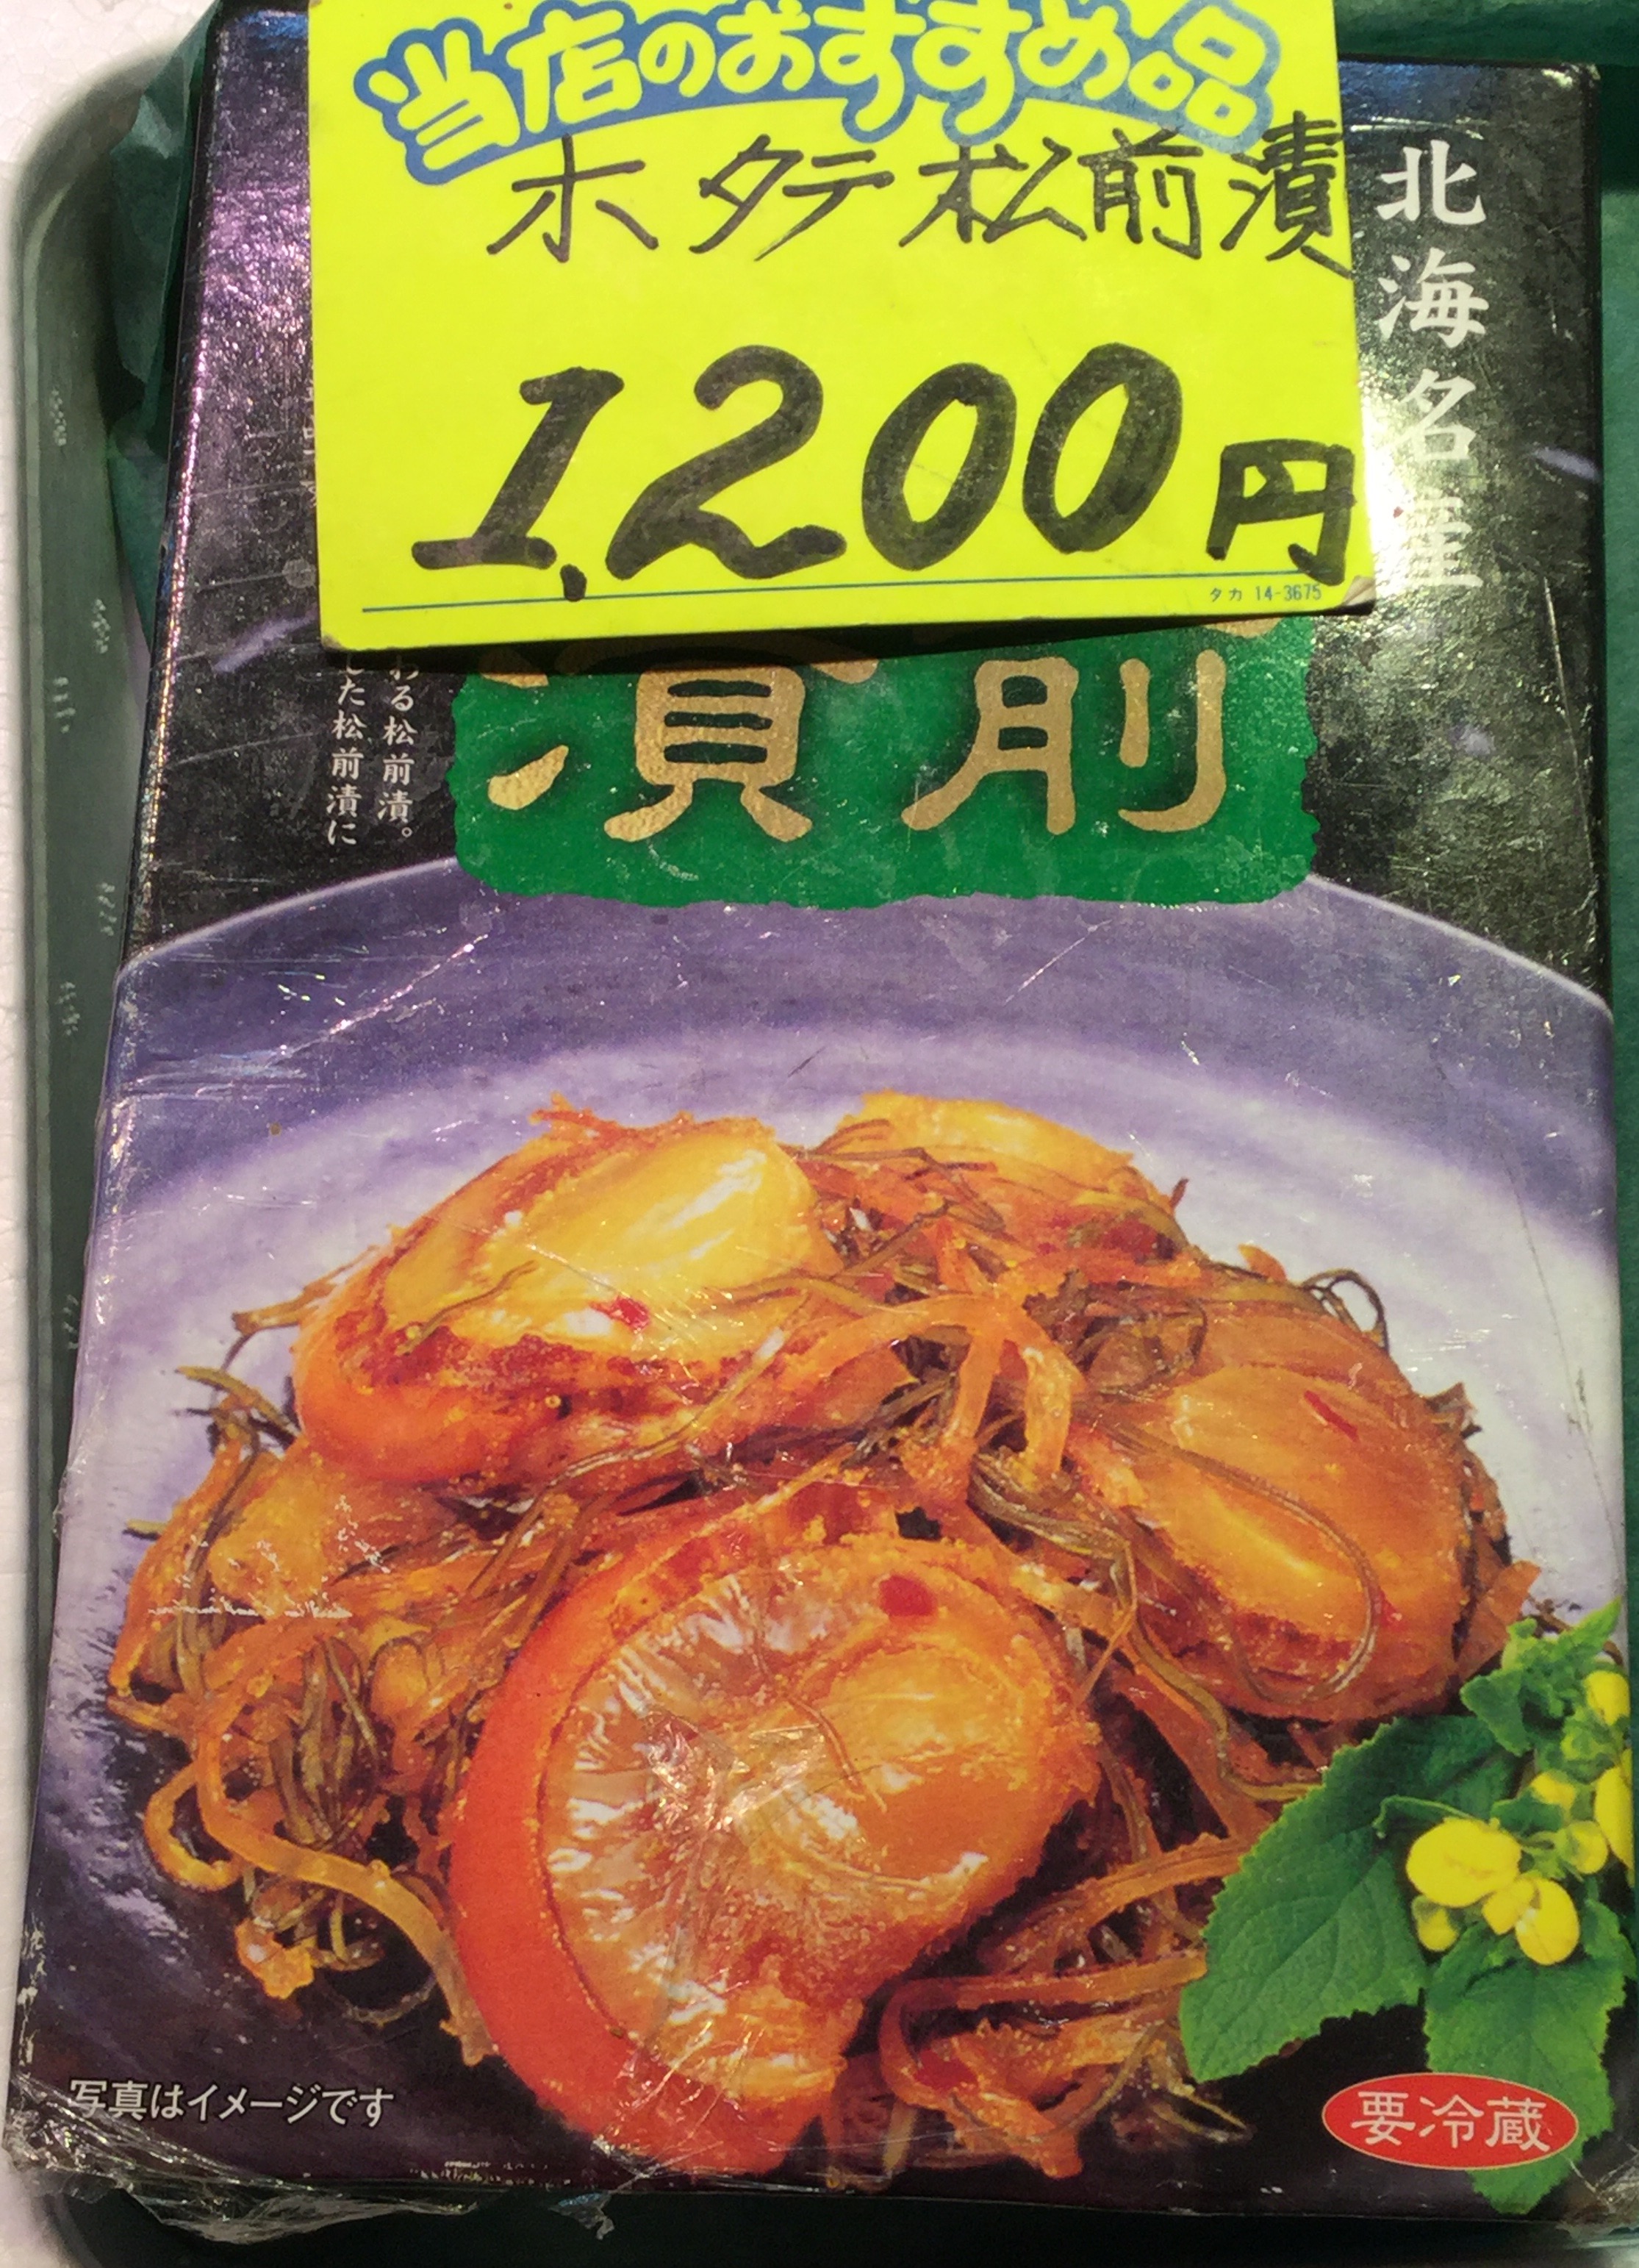 当店のおすすめ品
ホタテ松前漬
1,200円
タカ 14-3675
北海名産
前
漬
わる松前漬。
した松前漬に
写真はイメージです
要冷蔵